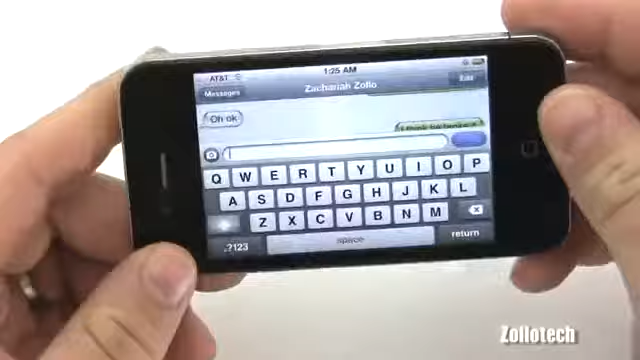 AT&T
1:25 AM
Messages
Zachariah Zollo
Edit
Oh ok
Q W E R T Y U I O P
A S D F G H J K L
Z X C V B N M
.?123
space
return
Zollotech